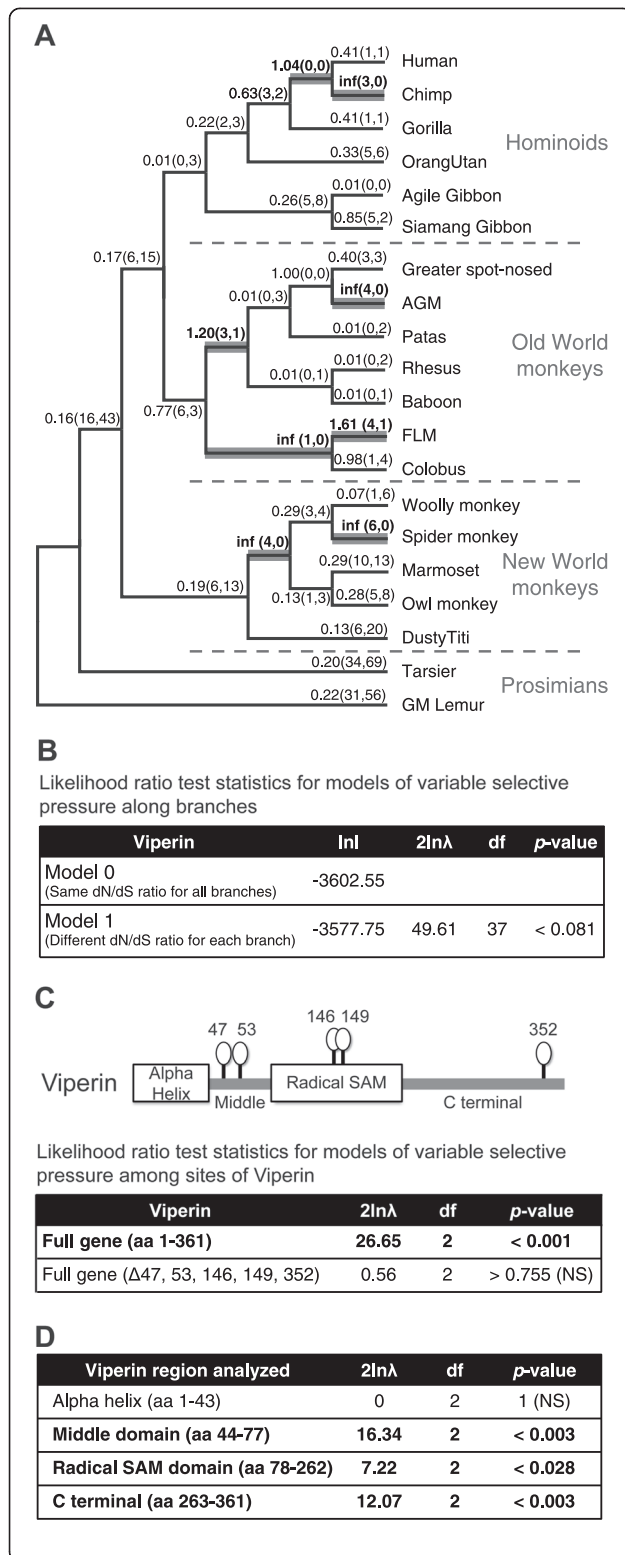 A
0.41(1,1)
Human
1.04(0,0)
inf(3,0)
Chimp
0.63(3,2)
0.41(1,1)
Gorilla
Hominoids
0.22(2,3)
0.33(5,6)
OrangUtan
0.01(0,3)
0.01(0,0)
Agile Gibbon
0.26(5,8)
0.85(5,2)
Siamang Gibbon
0.17(6,15)
0.40(3,3)
Greater spot-nosed
1.00(0,0)
inf(4,0)
AGM
0.01(0,3)
0.01(0,2)
Patas
Old World
monkeys
1.20(3,1)
0.01(0,2)
Rhesus
0.01(0,1)
0.01(0,1)
Baboon
0.77(6,3)
1.61 (4,1)
FLM
inf (1,0)
0.98(1,4)
Colobus
0.16(16,43)
0.07(1,6)
Woolly monkey
0.29(3,4)
inf (6,0)
Spider monkey
inf (4,0)
0.29(10,13)
Marmoset
New World
monkeys
0.13(1,3)
0.28(5,8)
Owl monkey
0.19(6,13)
0.13(6,20)
DustyTiti
0.20(34,69)
Tarsier
Prosimians
0.22(31,56)
GM Lemur
B
Likelihood ratio test statistics for models of variable selective
pressure along branches
Viperin lnl 2lnλ df p-value
Model 0 -3602.55
(Same dN/dS ratio for all branches)
Model 1 -3577.75 49.61 37 < 0.081
(Different dN/dS ratio for each branch)
C
47 53 146 149 352
Viperin
Alpha
Helix
Middle
Radical SAM
C terminal
Likelihood ratio test statistics for models of variable selective
pressure among sites of Viperin
Viperin 2lnλ df p-value
Full gene (aa 1-361) 26.65 2 < 0.001
Full gene (Δ47, 53, 146, 149, 352) 0.56 2 > 0.755 (NS)
D
Viperin region analyzed 2lnλ df p-value
Alpha helix (aa 1-43) 0 2 1 (NS)
Middle domain (aa 44-77) 16.34 2 < 0.003
Radical SAM domain (aa 78-262) 7.22 2 < 0.028
C terminal (aa 263-361) 12.07 2 < 0.003